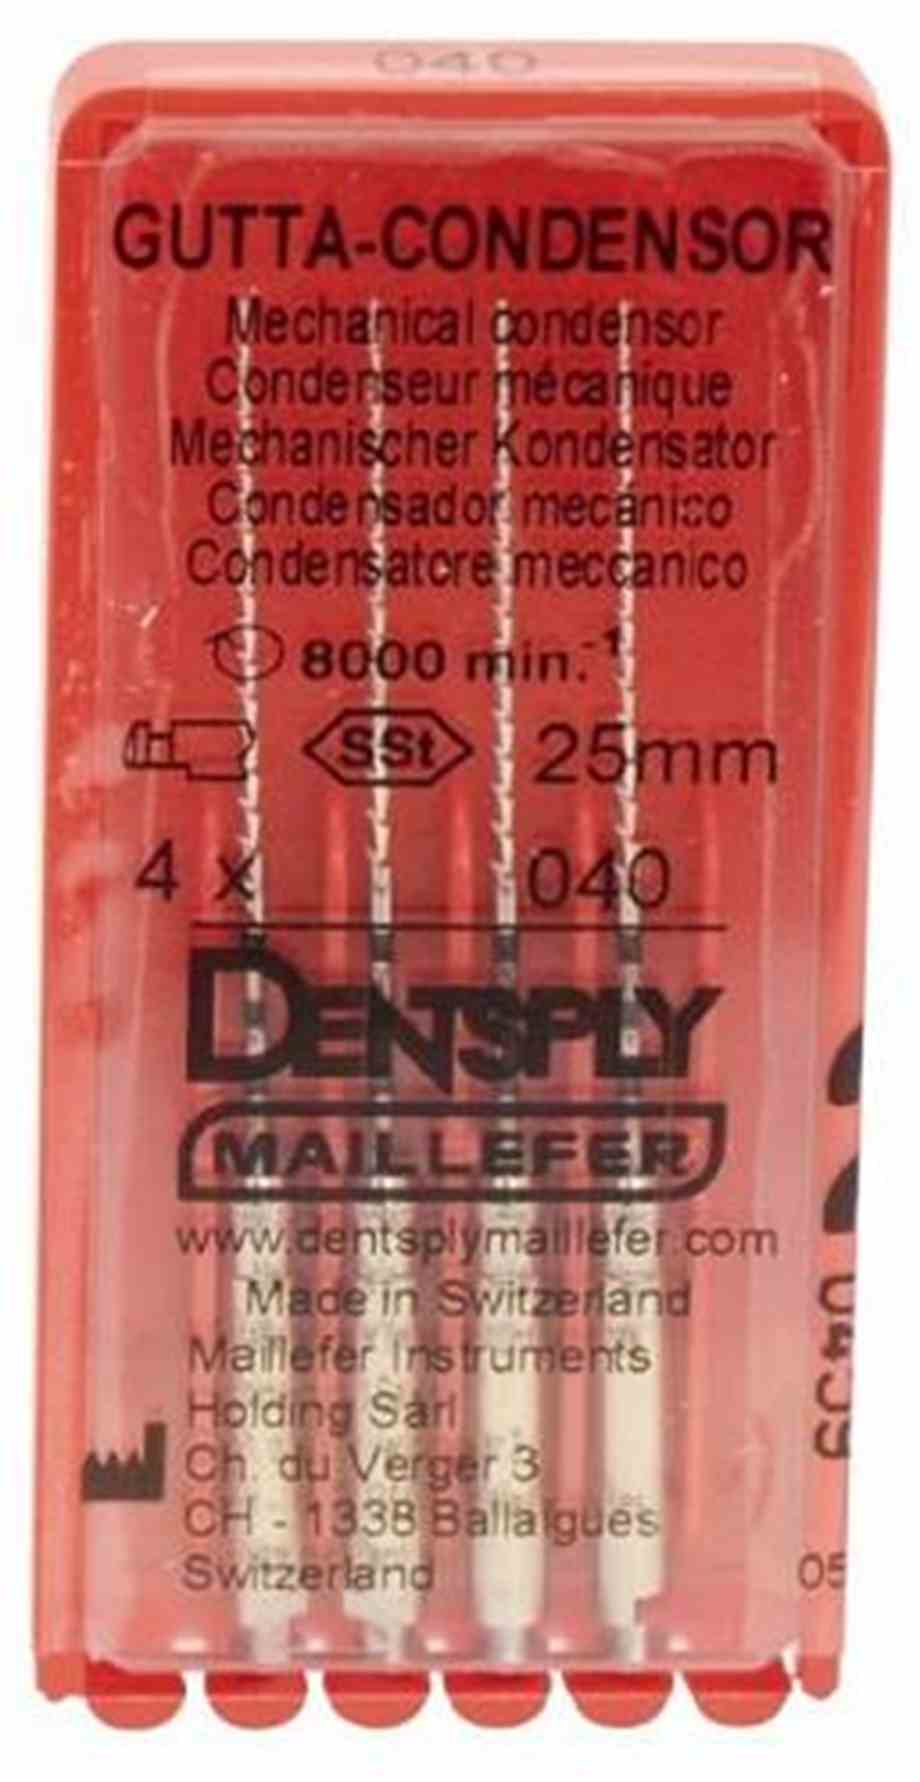 040
GUTTA-CONDENSOR
Mechanical condensor
Condenseur mécanique
Mechanischer Kondensator
Condensador mecánico
Condensatore meccanico
8000 min.⁻¹
SSt 25mm
4 x 040
DENTSPLY
MAILLEFER
www.dentsplymaillefer.com
Made in Switzerland
Maillefer Instruments
Holding Sàrl
Ch. du Verger 3
CH - 1338 Ballaigues
Switzerland
05